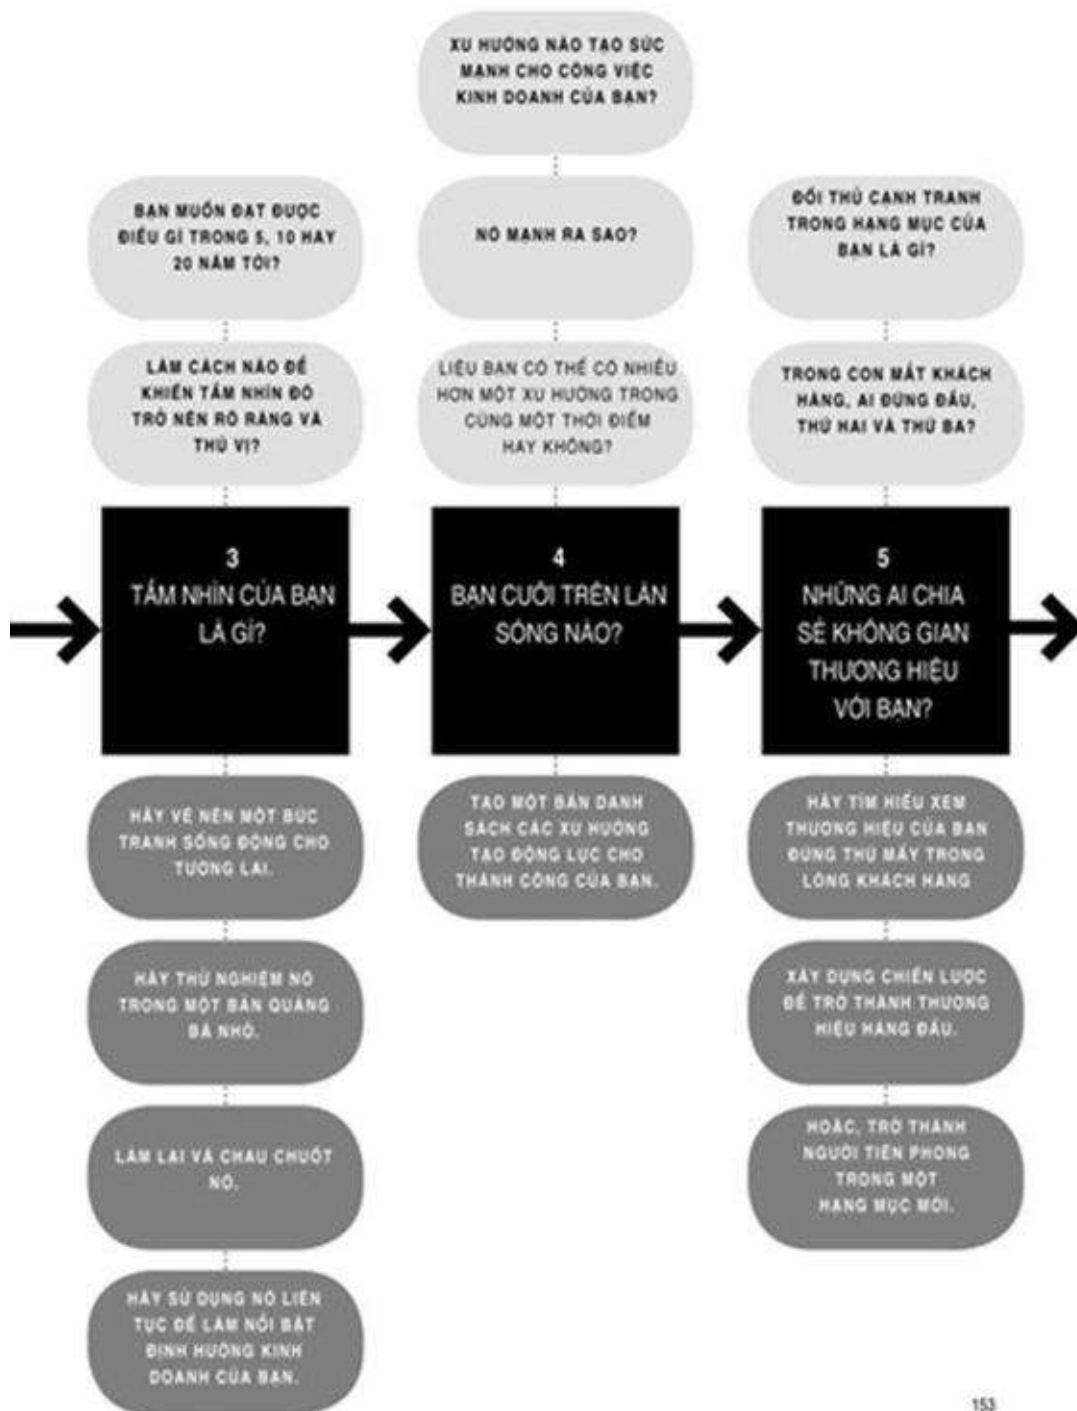 XU HƯỚNG NÀO TẠO SỨC
MẠNH CHO CÔNG VIỆC
KINH DOANH CỦA BẠN?
BẠN MUỐN ĐẠT ĐƯỢC
ĐIỀU GÌ TRONG 5, 10 HAY
20 NĂM TỚI?
NÓ MẠNH RA SAO?
ĐỐI THỦ CẠNH TRANH
TRONG HẠNG MỤC CỦA
BẠN LÀ GÌ?
LÀM CÁCH NÀO ĐỂ
KHIẾN TẦM NHÌN ĐÓ
TRỞ NÊN RÕ RÀNG VÀ
THÚ VỊ?
LIỆU BẠN CÓ THỂ CÓ NHIỀU
HƠN MỘT XU HƯỚNG TRONG
CÙNG MỘT THỜI ĐIỂM
HAY KHÔNG?
TRONG CON MẮT KHÁCH
HÀNG, AI ĐỨNG ĐẦU,
THỨ HAI VÀ THỨ BA?
3
TẦM NHÌN CỦA BẠN
LÀ GÌ?
4
BẠN CƯỠI TRÊN LÀN
SÓNG NÀO?
5
NHỮNG AI CHIA
SẺ KHÔNG GIAN
THƯƠNG HIỆU
VỚI BẠN?
HÃY VẼ NÊN MỘT BỨC
TRANH SỐNG ĐỘNG CHO
TƯƠNG LAI.
HÃY THỬ NGHIỆM NÓ
TRONG MỘT BẢN QUẢNG
BÁ NHỎ.
LÀM LẠI VÀ CHAU CHUỐT
NÓ.
HÃY SỬ DỤNG NÓ LIÊN
TỤC ĐỂ LÀM NỔI BẬT
ĐỊNH HƯỚNG KINH
DOANH CỦA BẠN.
TẠO MỘT BẢN DANH
SÁCH CÁC XU HƯỚNG
TẠO ĐỘNG LỰC CHO
THÀNH CÔNG CỦA BẠN.
HÃY TÌM HIỂU XEM
THƯƠNG HIỆU CỦA BẠN
ĐỨNG THỨ MẤY TRONG
LÒNG KHÁCH HÀNG
XÂY DỰNG CHIẾN LƯỢC
ĐỂ TRỞ THÀNH THƯƠNG
HIỆU HÀNG ĐẦU.
HOẶC, TRỞ THÀNH
NGƯỜI TIÊN PHONG
TRONG MỘT
HẠNG MỤC MỚI.
153